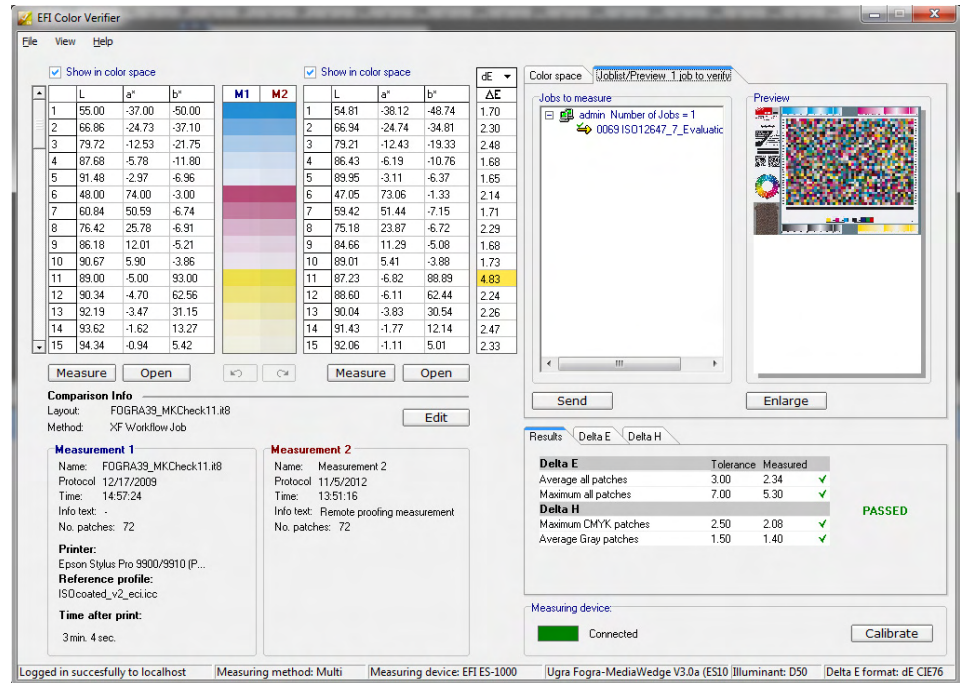 EFI Color Verifier
File View Help
Show in color space Show in color space dE
L a* b* M1 M2 L a* b* ΔE
1 55.00 -37.00 -50.00 1 54.81 -38.12 -48.74 1.70
2 66.86 -24.73 -37.10 2 66.94 -24.74 -34.81 2.30
3 79.72 -12.53 -21.75 3 79.21 -12.43 -19.33 2.48
4 87.68 -5.78 -11.80 4 86.43 -6.19 -10.76 1.68
5 91.48 -2.97 -6.96 5 89.95 -3.11 -6.37 1.65
6 48.00 74.00 -3.00 6 47.05 73.06 -1.33 2.14
7 60.84 50.59 -6.74 7 59.42 51.44 -7.15 1.71
8 76.42 25.78 -6.91 8 75.18 23.87 -6.72 2.29
9 86.18 12.01 -5.21 9 84.66 11.29 -5.08 1.68
10 90.67 5.90 -3.86 10 89.01 5.41 -3.88 1.73
11 89.00 -5.00 93.00 11 87.23 -6.82 88.89 4.83
12 90.34 -4.70 62.56 12 88.60 -6.11 62.44 2.24
13 92.19 -3.47 31.15 13 90.04 -3.83 30.54 2.26
14 93.62 -1.62 13.27 14 91.43 -1.77 12.14 2.47
15 94.34 -0.94 5.42 15 92.06 -1.11 5.01 2.33
Measure Open Measure Open
Comparison Info
Layout: FOGRA39_MKCheck11.it8
Method: XF Workflow Job
Edit
Measurement 1
Name: FOGRA39_MKCheck11.it8
Protocol 12/17/2009
Time: 14:57:24
Info text: -
No. patches: 72
Printer:
Epson Stylus Pro 9900/9910 (P...
Reference profile:
ISOcoated_v2_eci.icc
Time after print:
3 min. 4 sec.
Measurement 2
Name: Measurement 2
Protocol 11/5/2012
Time: 13:51:16
Info text: Remote proofing measurement
No. patches: 72
Color space Joblist/Preview 1 job to verify
Jobs to measure
admin Number of Jobs = 1
0069 ISO12647_7_Evaluatic
Preview
Send Enlarge
Results Delta E Delta H
Delta E Tolerance Measured
Average all patches 3.00 2.34
Maximum all patches 7.00 5.30
Delta H
Maximum CMYK patches 2.50 2.08
Average Gray patches 1.50 1.40
PASSED
Measuring device:
Connected
Calibrate
Logged in succesfully to localhost Measuring method: Multi Measuring device: EFI ES-1000 Ugra Fogra-MediaWedge V3.0a (ES10 Illuminant: D50 Delta E format: dE CIE76